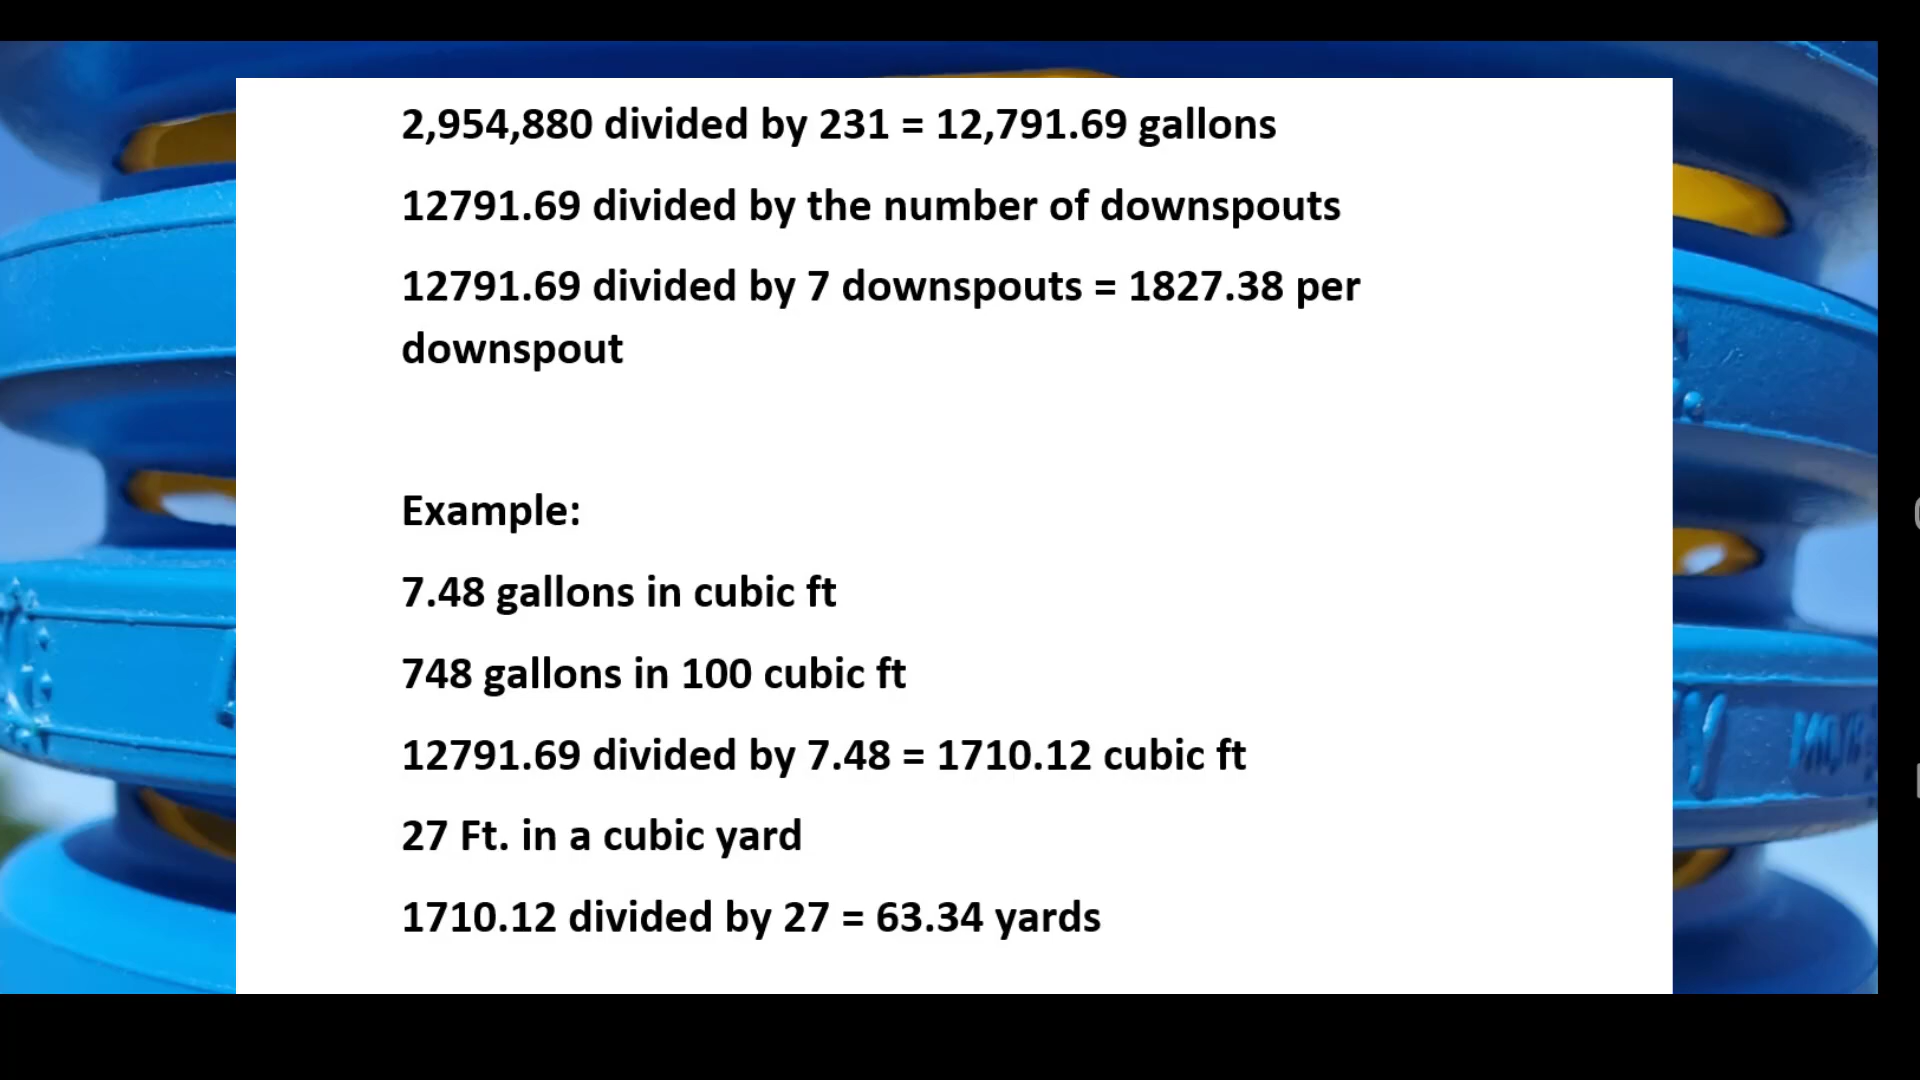 2,954,880 divided by 231 = 12,791.69 gallons
12791.69 divided by the number of downspouts
12791.69 divided by 7 downspouts = 1827.38 per
downspout
Example:
7.48 gallons in cubic ft
748 gallons in 100 cubic ft
12791.69 divided by 7.48 = 1710.12 cubic ft
27 Ft. in a cubic yard
1710.12 divided by 27 = 63.34 yards